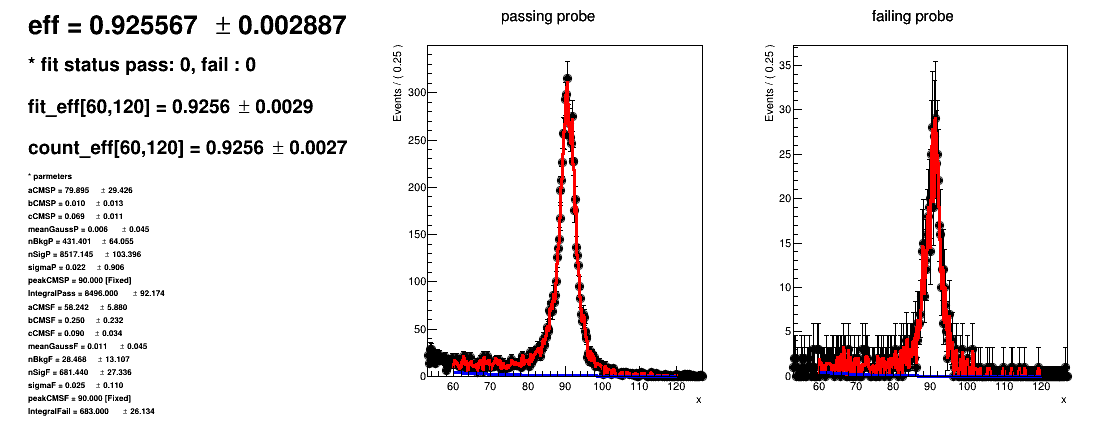 eff = 0.925567 ± 0.002887
* fit status pass: 0, fail : 0
fit_eff[60,120] = 0.9256 ± 0.0029
count_eff[60,120] = 0.9256 ± 0.0027
* parmeters
aCMSP = 79.895 ± 29.426
bCMSP = 0.010 ± 0.013
cCMSP = 0.069 ± 0.011
meanGaussP = 0.006 ± 0.045
nBkgP = 431.401 ± 64.055
nSigP = 8517.145 ± 103.396
sigmaP = 0.022 ± 0.906
peakCMSP = 90.000 [Fixed]
IntegralPass = 8496.000 ± 92.174
aCMSF = 58.242 ± 5.880
bCMSF = 0.250 ± 0.232
cCMSF = 0.090 ± 0.034
meanGaussF = 0.011 ± 0.045
nBkgF = 28.468 ± 13.107
nSigF = 681.440 ± 27.336
sigmaF = 0.025 ± 0.110
peakCMSF = 90.000 [Fixed]
IntegralFail = 683.000 ± 26.134
passing probe
Events / ( 0.25 )
300
250
200
150
100
50
0
60 70 80 90 100 110 120
x
failing probe
Events / ( 0.25 )
35
30
25
20
15
10
5
0
60 70 80 90 100 110 120
x